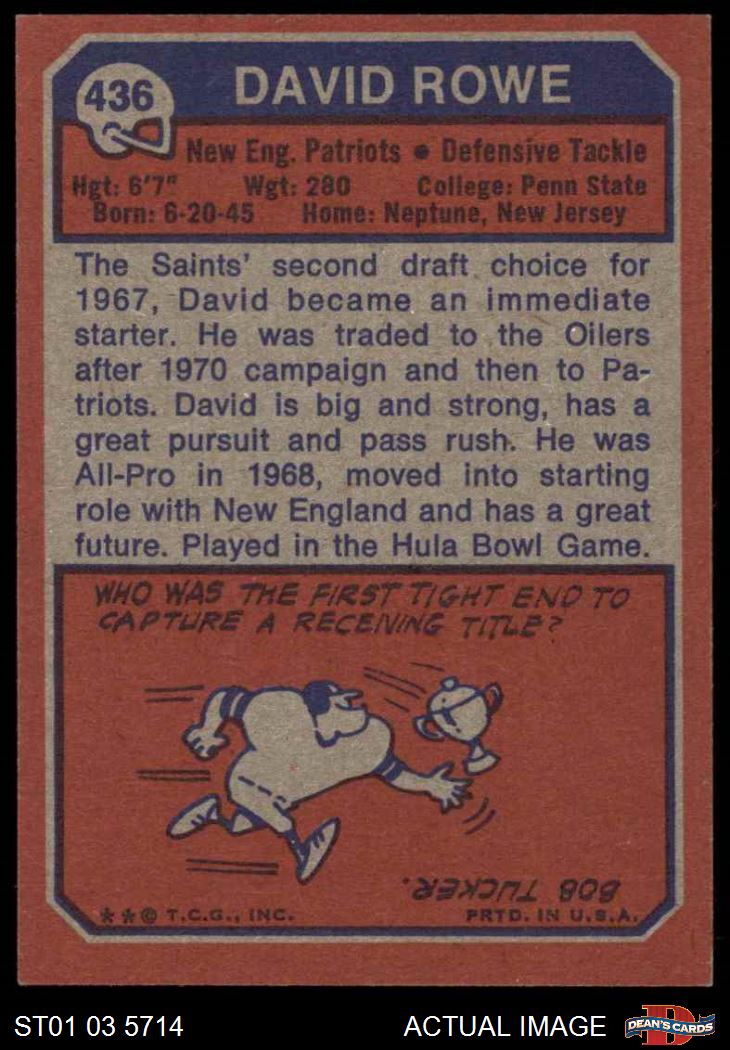 436
DAVID ROWE
New Eng. Patriots • Defensive Tackle
Hgt: 6'7" Wgt: 280 College: Penn State
Born: 6-20-45 Home: Neptune, New Jersey
The Saints' second draft choice for
1967, David became an immediate
starter. He was traded to the Oilers
after 1970 campaign and then to Pa-
triots. David is big and strong, has a
great pursuit and pass rush. He was
All-Pro in 1968, moved into starting
role with New England and has a great
future. Played in the Hula Bowl Game.
WHO WAS THE FIRST TIGHT END TO
CAPTURE A RECEIVING TITLE?
BOB TUCKER.
**© T.C.G., INC. PRTD. IN U.S.A.
ST01 03 5714 ACTUAL IMAGE D DEAN'S CARDS